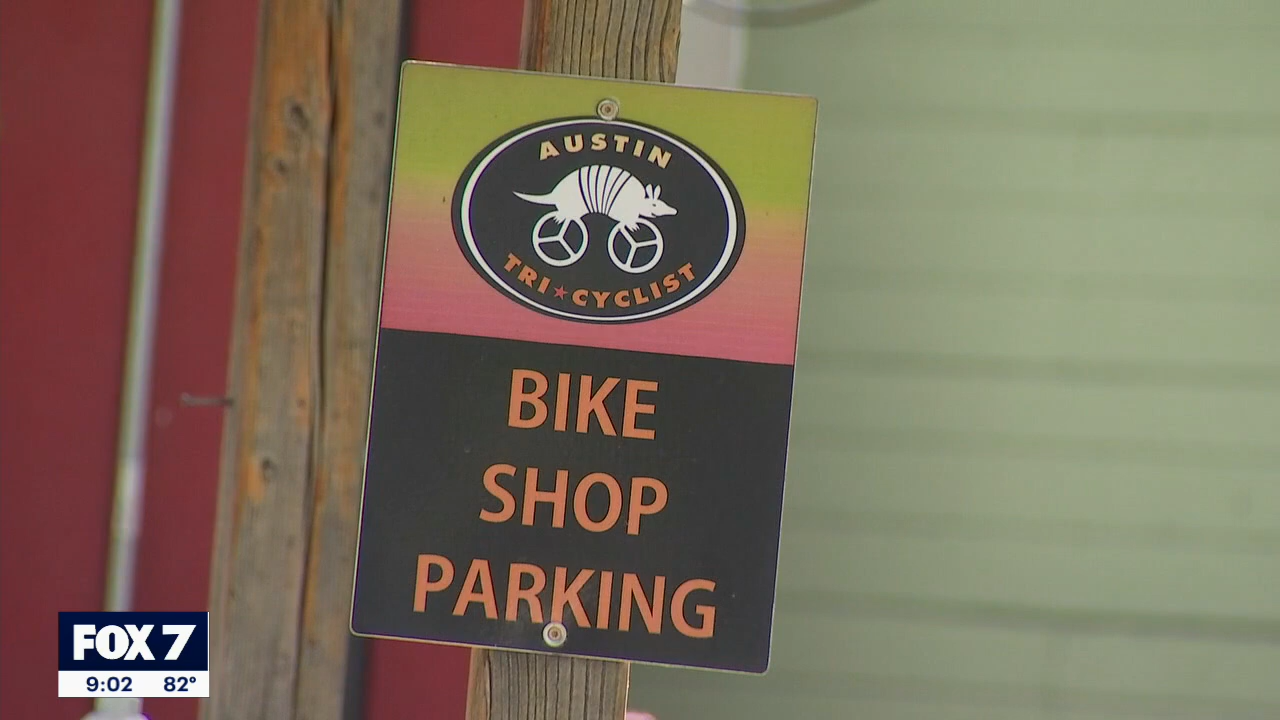 AUSTIN
TRI★CYCLIST
BIKE
SHOP
PARKING
FOX 7
9:02 82°